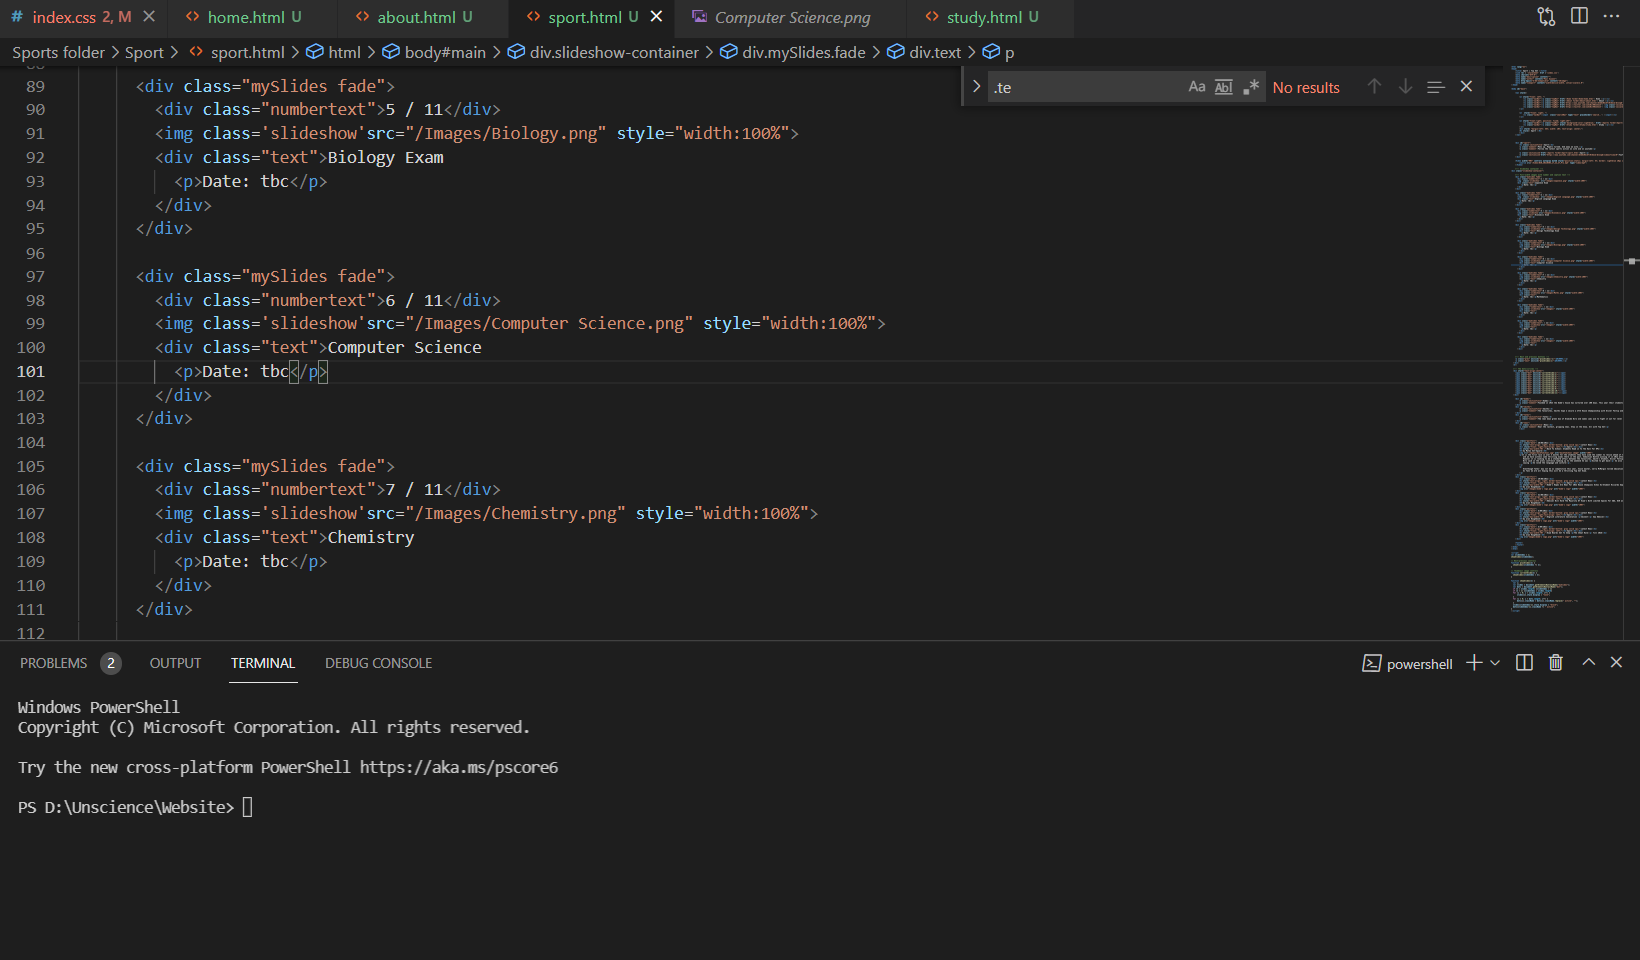 # index.css 2, M × <> home.html U <> about.html U <> sport.html U × Computer Science.png <> study.html U ...
Sports folder > Sport > <> sport.html > html > body#main > div.slideshow-container > div.mySlides.fade > div.text > p
.te Aa Abl .* No results
89 <div class="mySlides fade">
90 <div class="numbertext">5 / 11</div>
91 <img class='slideshow'src="/Images/Biology.png" style="width:100%">
92 <div class="text">Biology Exam
93 <p>Date: tbc</p>
94 </div>
95 </div>
96
97 <div class="mySlides fade">
98 <div class="numbertext">6 / 11</div>
99 <img class='slideshow'src="/Images/Computer Science.png" style="width:100%">
100 <div class="text">Computer Science
101 <p>Date: tbc</p>
102 </div>
103 </div>
104
105 <div class="mySlides fade">
106 <div class="numbertext">7 / 11</div>
107 <img class='slideshow'src="/Images/Chemistry.png" style="width:100%">
108 <div class="text">Chemistry
109 <p>Date: tbc</p>
110 </div>
111 </div>
112
PROBLEMS 2 OUTPUT TERMINAL DEBUG CONSOLE powershell
Windows PowerShell
Copyright (C) Microsoft Corporation. All rights reserved.
Try the new cross-platform PowerShell https://aka.ms/pscore6
PS D:\Unscience\Website>